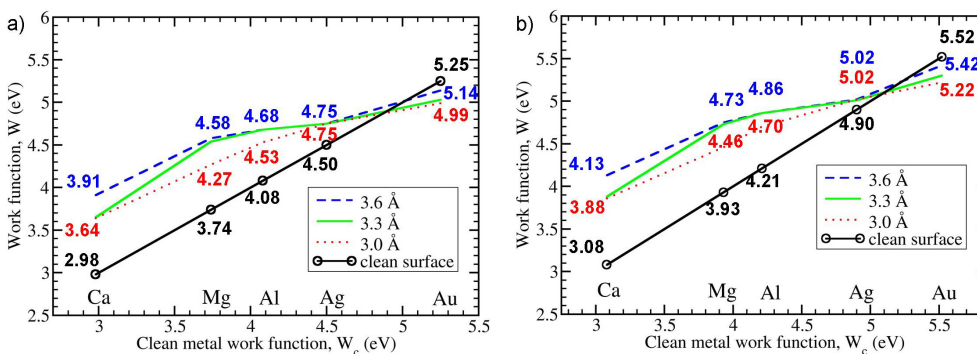 a)
Work function, W (eV)
5.5
5
4.5
4
3.5
3
2.5
5.25
5.14
4.99
4.58
4.68
4.75
4.75
4.50
4.53
4.27
4.08
3.91
3.64
3.74
2.98
3.6 Å
3.3 Å
3.0 Å
clean surface
Ca Mg Al Ag Au
3 3.5 4 4.5 5 5.5
Clean metal work function, Wc (eV)
b)
Work function, W (eV)
6
5.5
5
4.5
4
3.5
3
2.5
5.52
5.42
5.22
5.02
5.02
4.90
4.86
4.73
4.70
4.46
4.21
4.13
3.93
3.88
3.08
3.6 Å
3.3 Å
3.0 Å
clean surface
Ca Mg Al Ag Au
3 3.5 4 4.5 5 5.5
Clean metal work function, Wc (eV)